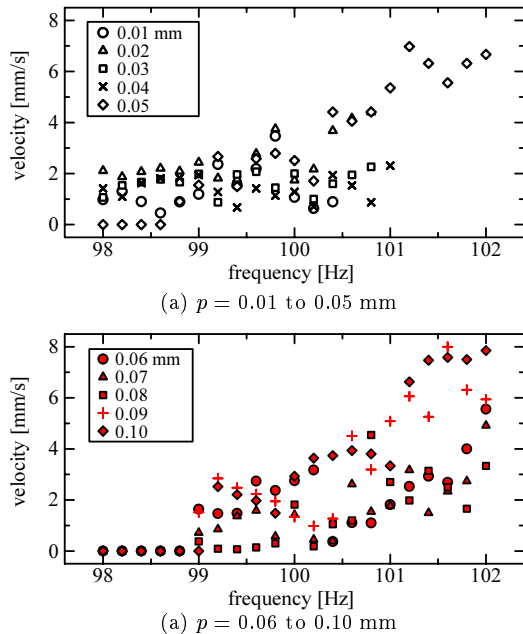 8
6
4
2
0
velocity [mm/s]
0.01 mm
0.02
0.03
0.04
0.05
98 99 100 101 102
frequency [Hz]
(a) p = 0.01 to 0.05 mm
8
6
4
2
0
velocity [mm/s]
0.06 mm
0.07
0.08
0.09
0.10
98 99 100 101 102
frequency [Hz]
(a) p = 0.06 to 0.10 mm